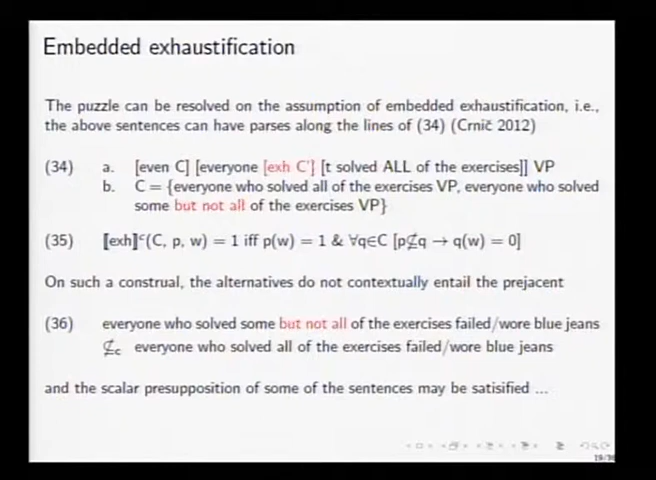 Embedded exhaustification
The puzzle can be resolved on the assumption of embedded exhaustification, i.e.,
the above sentences can have parses along the lines of (34) (Crnič 2012)
(34) a. [even C] [everyone [exh C'] [t solved ALL of the exercises]] VP
b. C = {everyone who solved all of the exercises VP, everyone who solved
some but not all of the exercises VP}
(35) ⟦exh⟧ᶜ(C, p, w) = 1 iff p(w) = 1 & ∀q∈C [p⊈q → q(w) = 0]
On such a construal, the alternatives do not contextually entail the prejacent
(36) everyone who solved some but not all of the exercises failed/wore blue jeans
⊈c everyone who solved all of the exercises failed/wore blue jeans
and the scalar presupposition of some of the sentences may be satisified ...